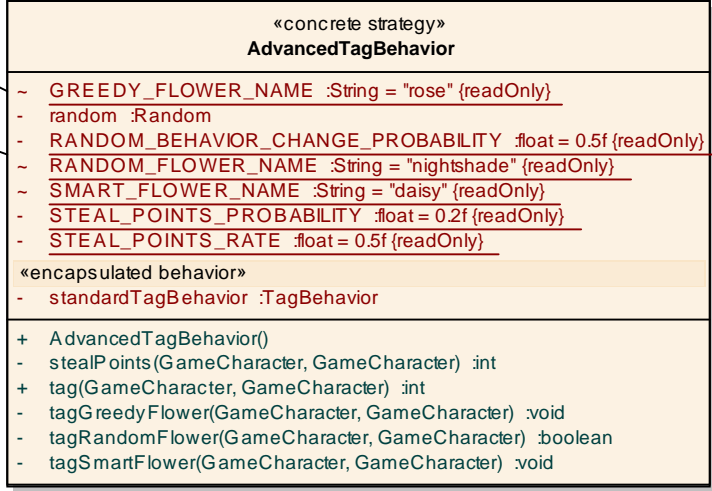 «concrete strategy»
AdvancedTagBehavior
~ GREEDY_FLOWER_NAME :String = "rose" {readOnly}
- random :Random
- RANDOM_BEHAVIOR_CHANGE_PROBABILITY :float = 0.5f {readOnly}
~ RANDOM_FLOWER_NAME :String = "nightshade" {readOnly}
~ SMART_FLOWER_NAME :String = "daisy" {readOnly}
- STEAL_POINTS_PROBABILITY :float = 0.2f {readOnly}
- STEAL_POINTS_RATE :float = 0.5f {readOnly}
«encapsulated behavior»
- standardTagBehavior :TagBehavior
+ AdvancedTagBehavior()
- stealPoints(GameCharacter, GameCharacter) :int
+ tag(GameCharacter, GameCharacter) :int
- tagGreedyFlower(GameCharacter, GameCharacter) :void
- tagRandomFlower(GameCharacter, GameCharacter) :boolean
- tagSmartFlower(GameCharacter, GameCharacter) :void